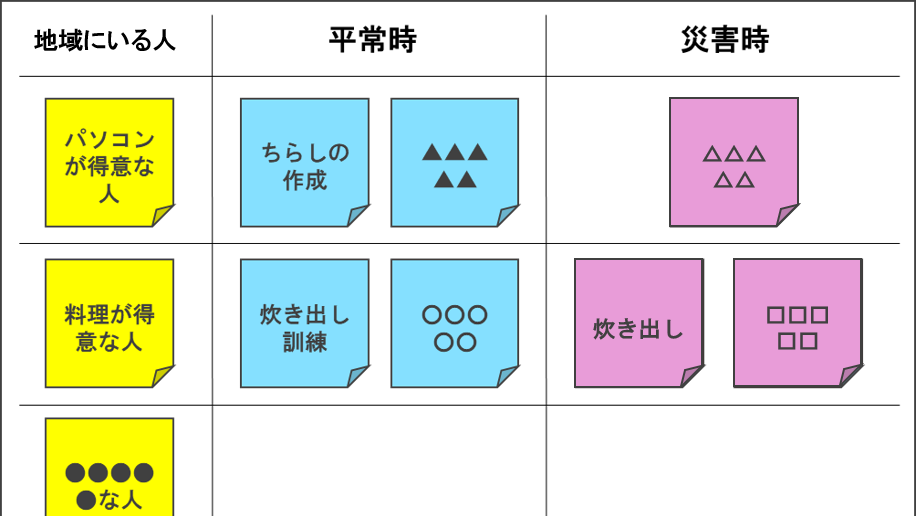 地域にいる人 平常時 災害時
パソコン
が得意な
人
ちらしの
作成
▲▲▲
▲▲
△△△
△△
料理が得
意な人
炊き出し
訓練
○○○
○○
炊き出し
□□□
□□
●●●●
●な人